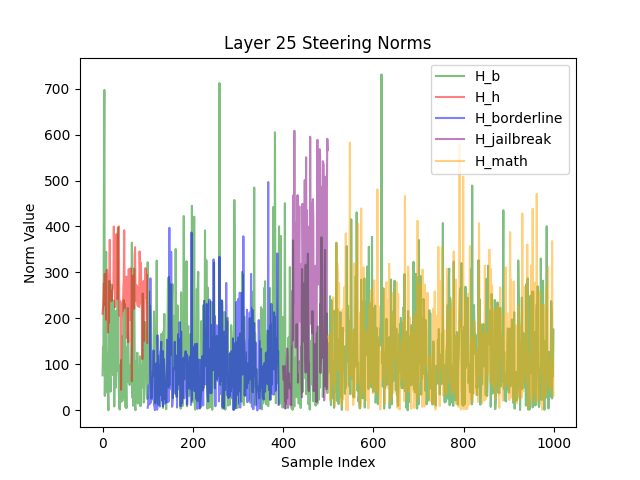 Layer 25 Steering Norms
H_b
H_h
H_borderline
H_jailbreak
H_math
Norm Value
700
600
500
400
300
200
100
0
0
200
400
600
800
1000
Sample Index